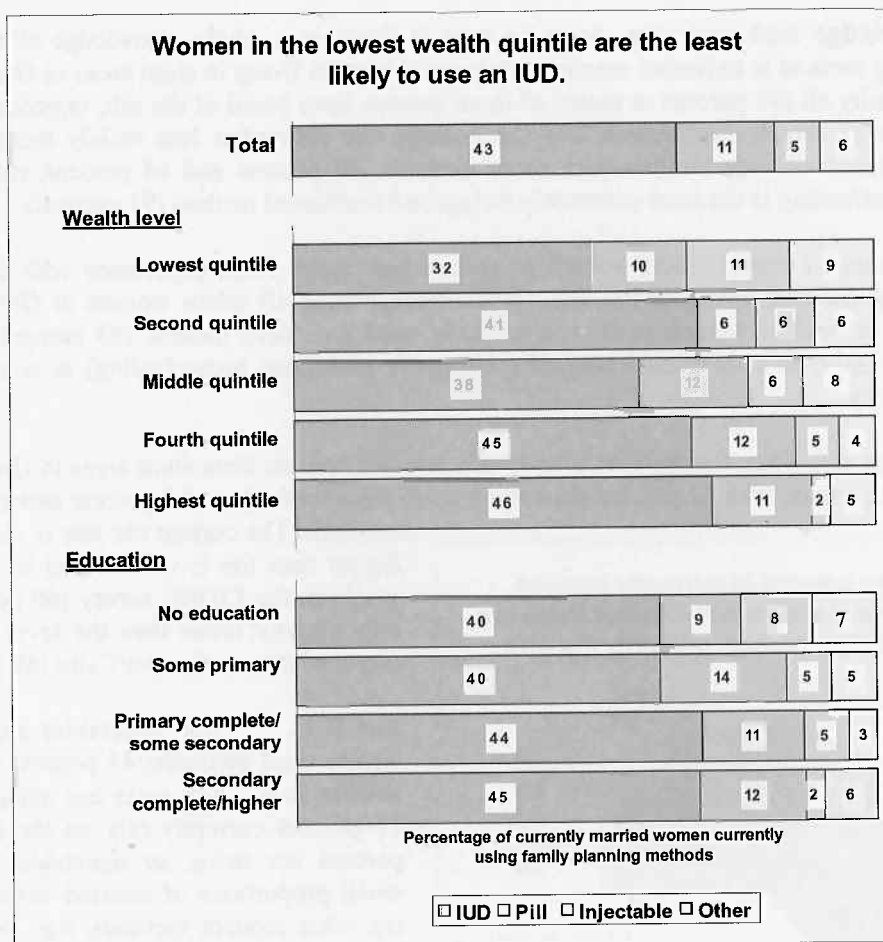 Women in the lowest wealth quintile are the least
likely to use an IUD.
Total 43 11 5 6
Wealth level
Lowest quintile 32 10 11 9
Second quintile 41 6 6 6
Middle quintile 38 12 6 8
Fourth quintile 45 12 5 4
Highest quintile 46 11 2 5
Education
No education 40 9 8 7
Some primary 40 14 5 5
Primary complete/
some secondary 44 11 5 3
Secondary
complete/higher 45 12 2 6
Percentage of currently married women currently
using family planning methods
IUD Pill Injectable Other